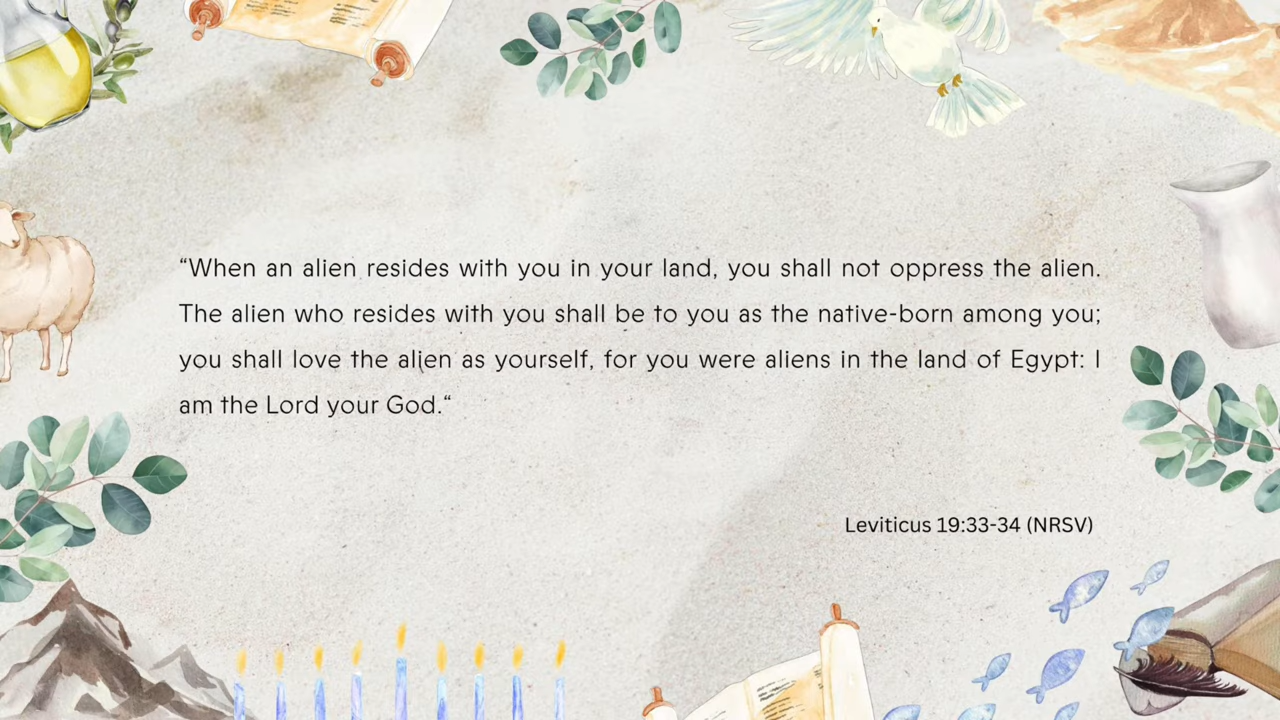 “When an alien resides with you in your land, you shall not oppress the alien.
The alien who resides with you shall be to you as the native-born among you;
you shall love the alien as yourself, for you were aliens in the land of Egypt: I
am the Lord your God.“
Leviticus 19:33-34 (NRSV)